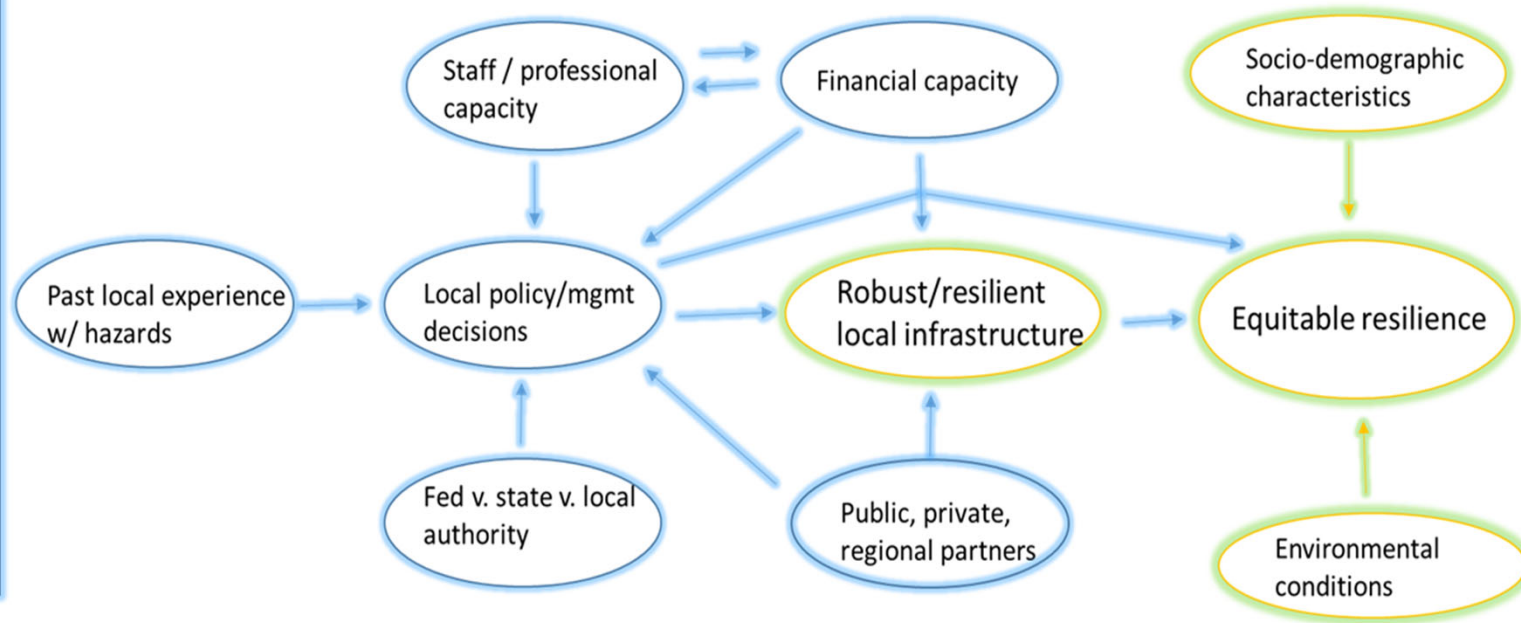 Staff / professional
capacity
Financial capacity
Socio-demographic
characteristics
Past local experience
w/ hazards
Local policy/mgmt
decisions
Robust/resilient
local infrastructure
Equitable resilience
Fed v. state v. local
authority
Public, private,
regional partners
Environmental
conditions